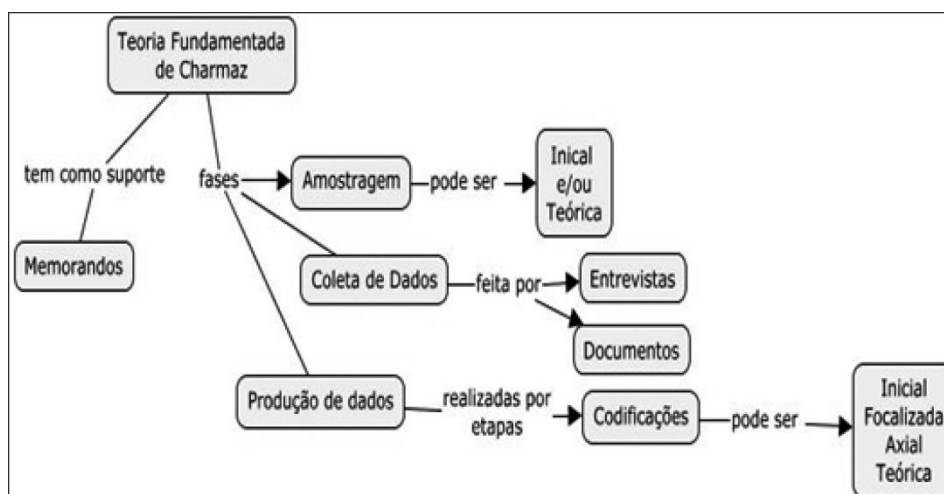 Teoria Fundamentada
de Charmaz
tem como suporte
Memorandos
fases
Amostragem
pode ser
Inical
e/ou
Teórica
Coleta de Dados
feita por
Entrevistas
Documentos
Produção de dados
realizadas por
etapas
Codificações
pode ser
Inicial
Focalizada
Axial
Teórica